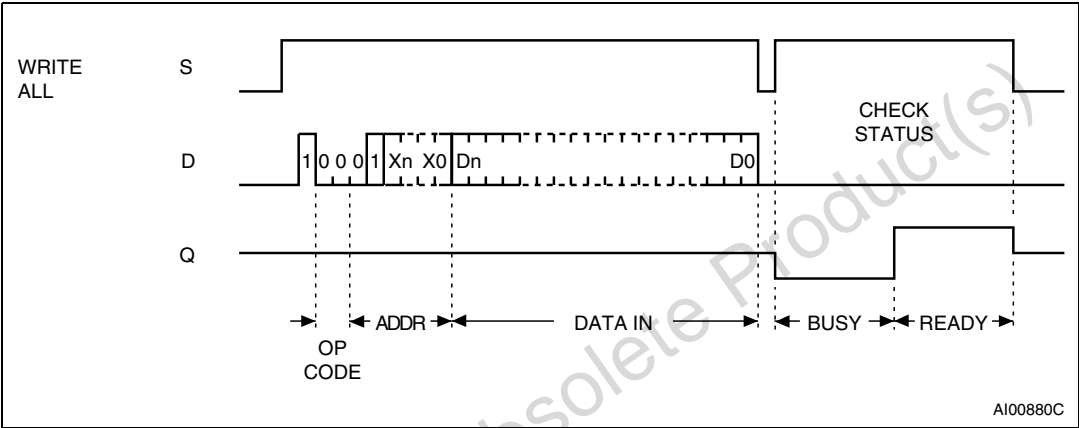 WRITE
ALL
S
CHECK
STATUS
D
1 0 0 0 1 Xn X0 Dn D0
Q
ADDR DATA IN BUSY READY
OP
CODE
AI00880C
bsolete Product(s)